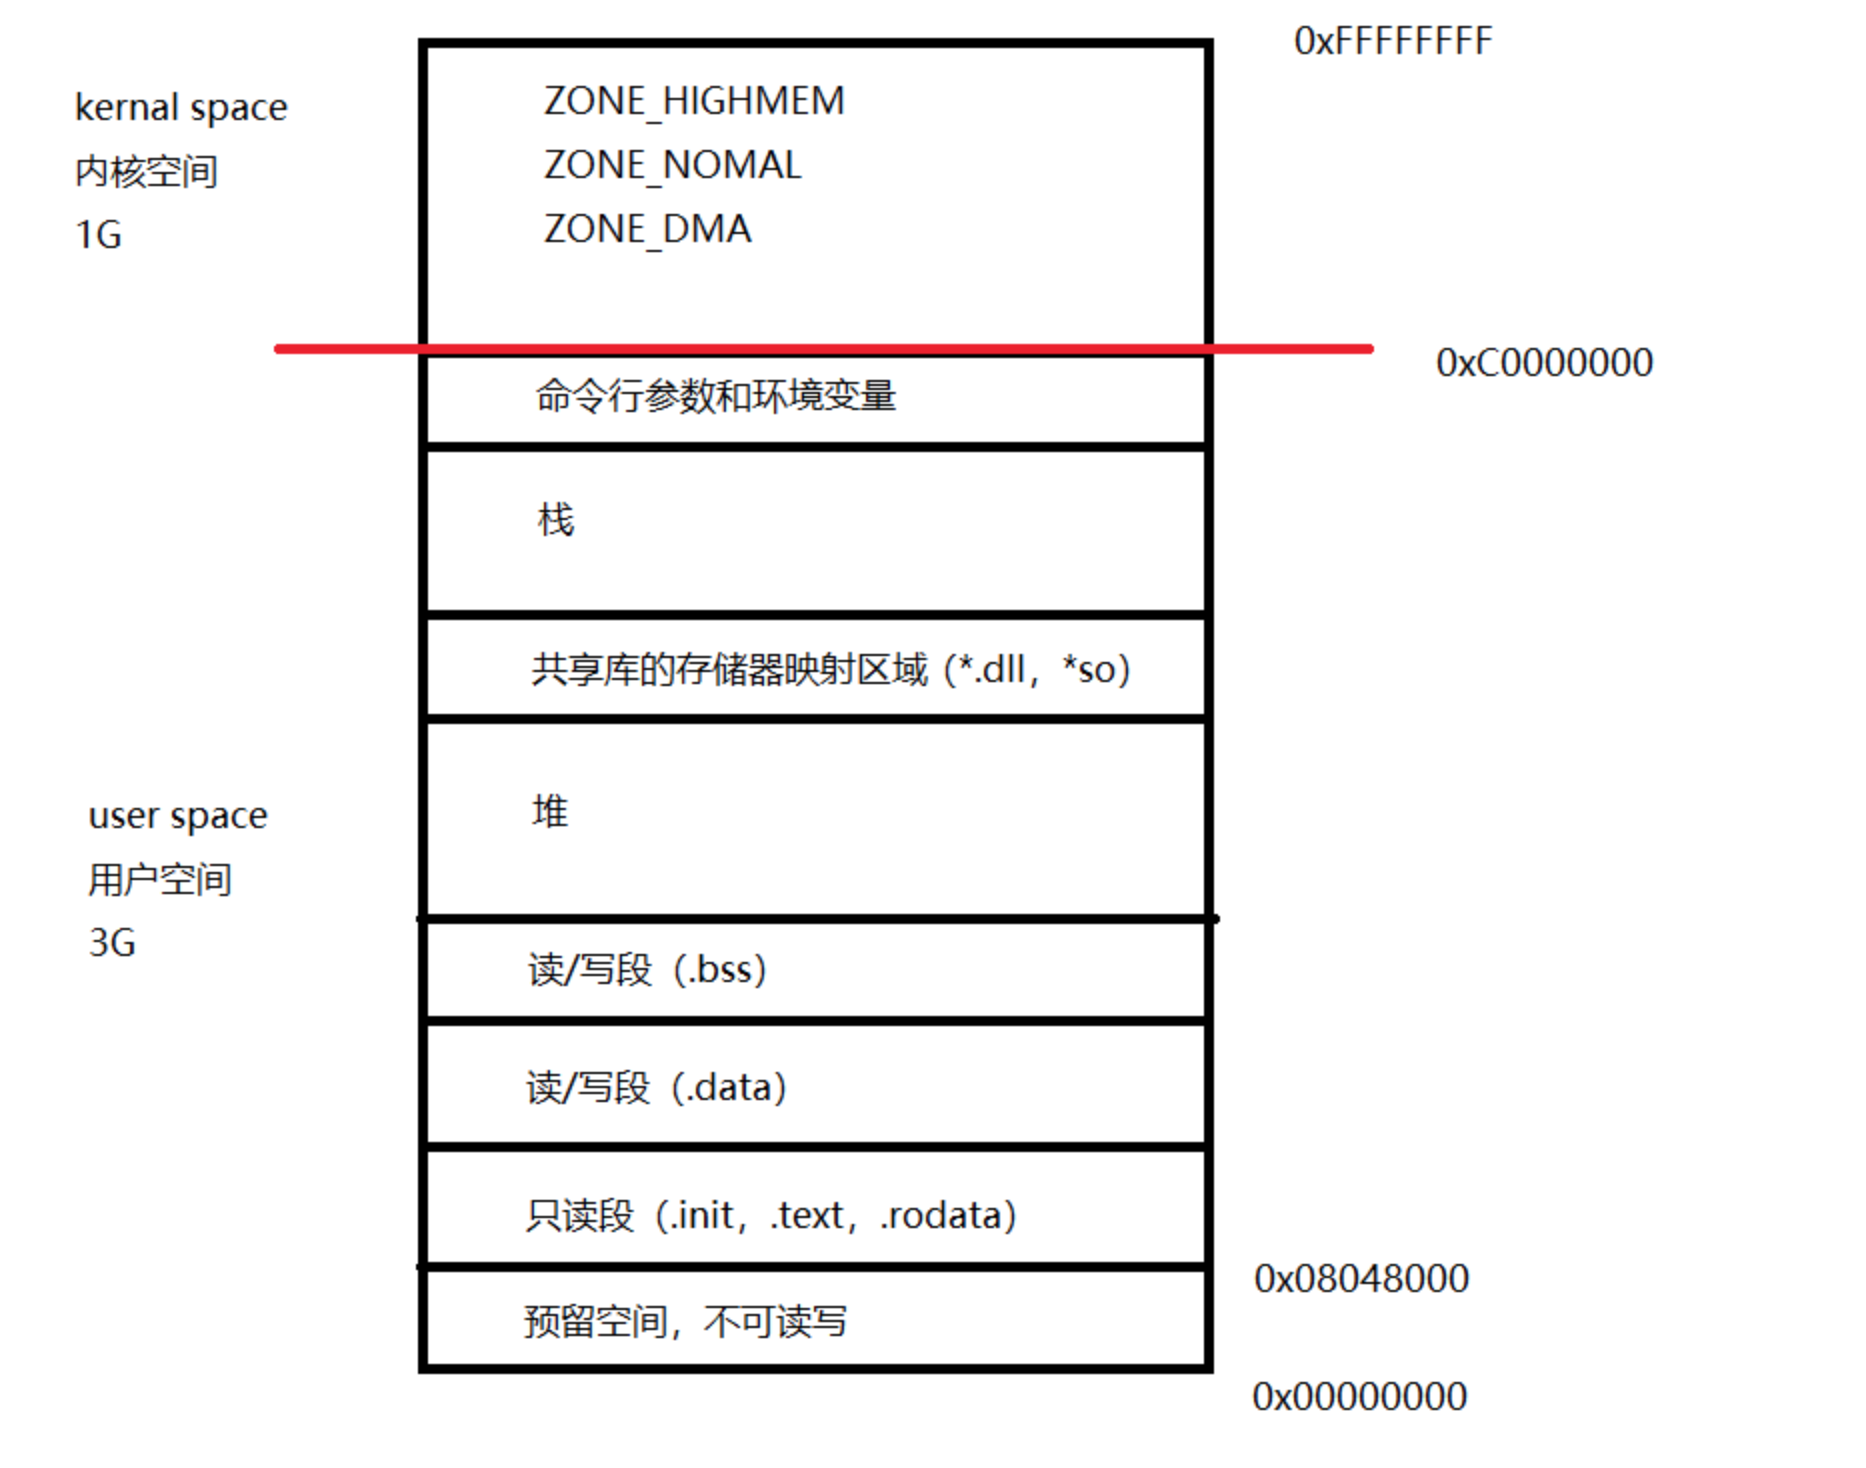 0xFFFFFFFF
kernal space
内核空间
1G
ZONE_HIGHMEM
ZONE_NOMAL
ZONE_DMA
0xC0000000
命令行参数和环境变量
栈
共享库的存储器映射区域（*.dll，*so）
堆
user space
用户空间
3G
读/写段（.bss）
读/写段（.data）
只读段（.init，.text，.rodata）
0x08048000
预留空间，不可读写
0x00000000